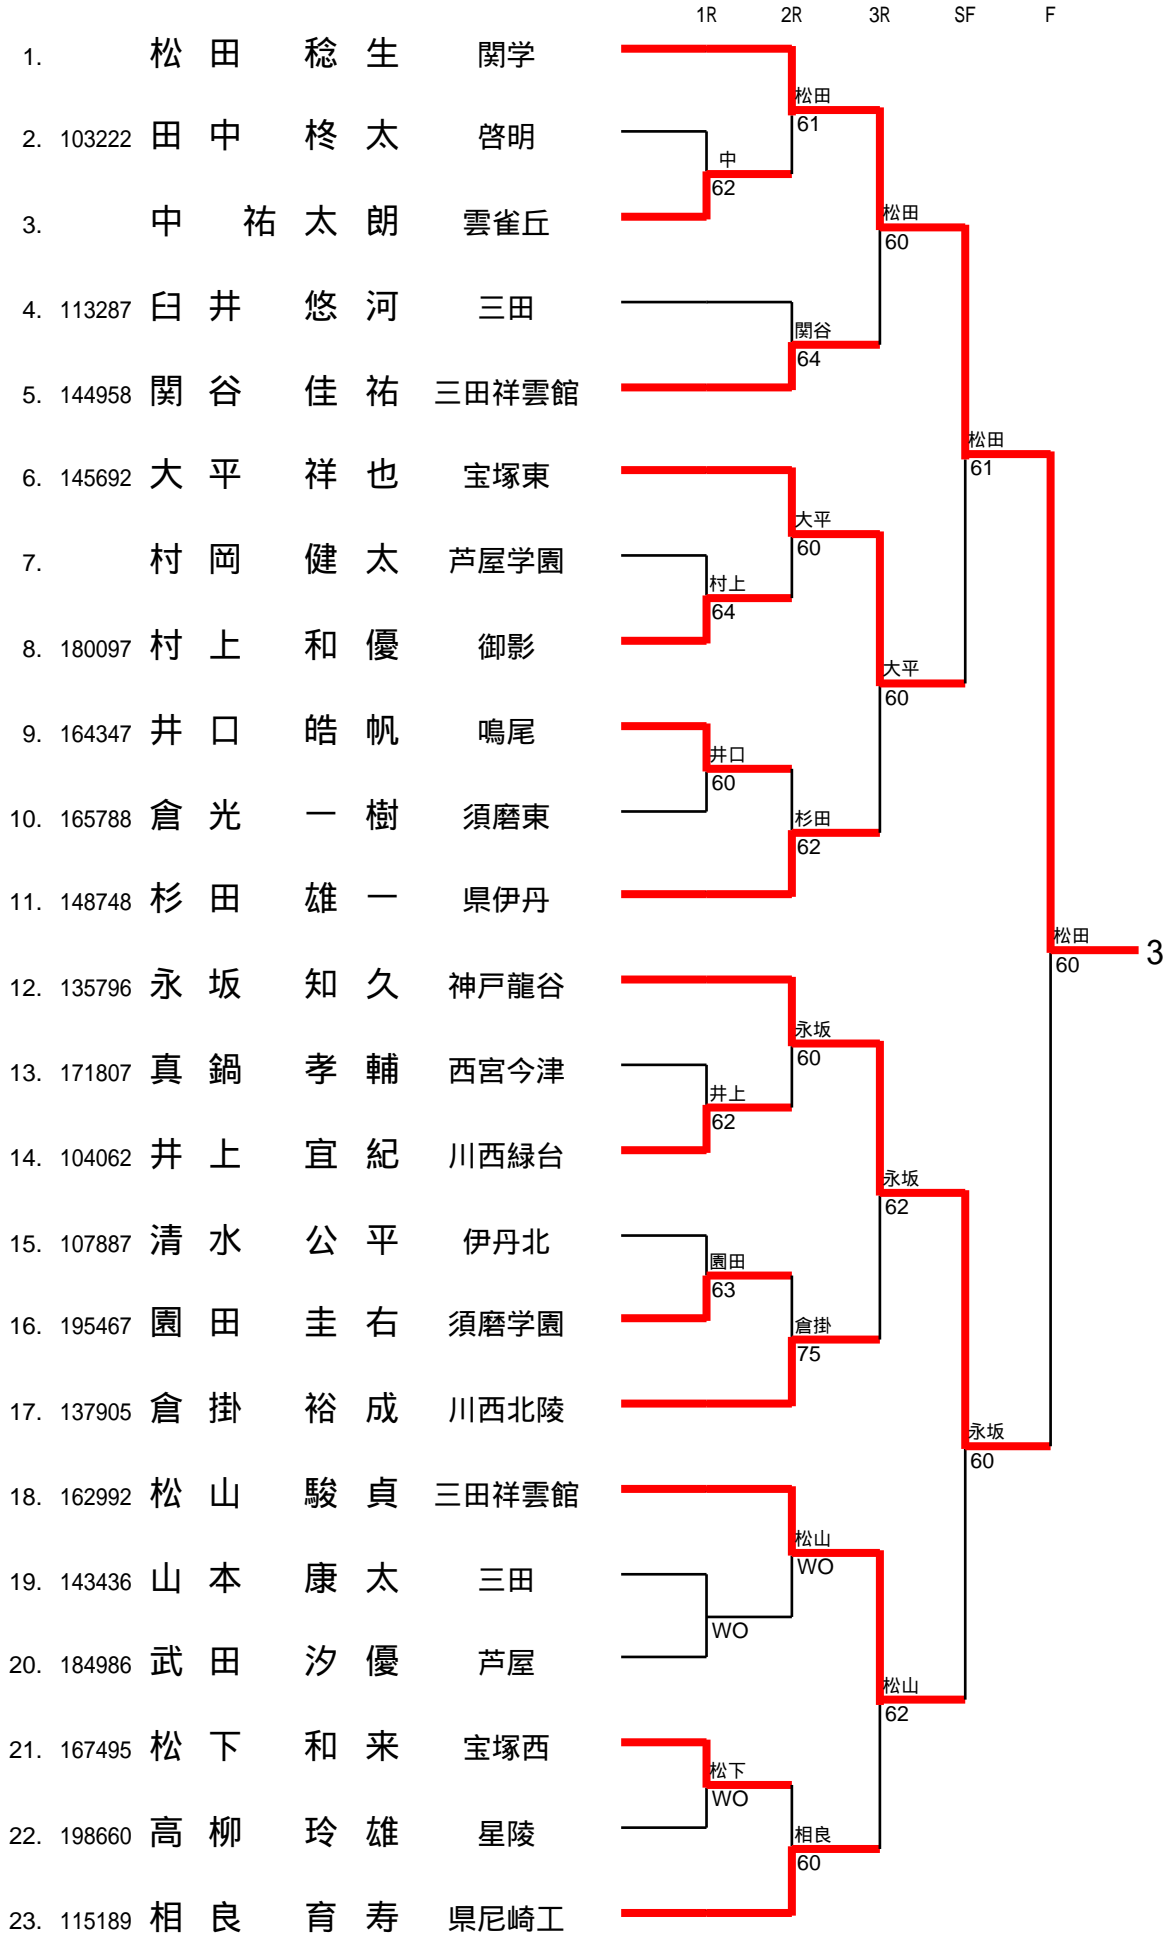 1R 2R 3R SF F
1. 松田 稔生 関学
松田
61
2. 103222 田中 柊太 啓明
中
62
3. 中 祐太朗 雲雀丘
松田
60
4. 113287 臼井 悠河 三田
関谷
64
5. 144958 関谷 佳祐 三田祥雲館
松田
61
6. 145692 大平 祥也 宝塚東
大平
60
7. 村岡 健太 芦屋学園
村上
64
8. 180097 村上 和優 御影
大平
60
9. 164347 井口 皓帆 鳴尾
井口
60
10. 165788 倉光 一樹 須磨東
杉田
62
11. 148748 杉田 雄一 県伊丹
松田
60
3
12. 135796 永坂 知久 神戸龍谷
永坂
60
13. 171807 真鍋 孝輔 西宮今津
井上
62
14. 104062 井上 宜紀 川西緑台
永坂
62
15. 107887 清水 公平 伊丹北
園田
63
16. 195467 園田 圭右 須磨学園
倉掛
75
17. 137905 倉掛 裕成 川西北陵
永坂
60
18. 162992 松山 駿貞 三田祥雲館
松山
WO
19. 143436 山本 康太 三田
WO
20. 184986 武田 汐優 芦屋
松山
62
21. 167495 松下 和来 宝塚西
松下
WO
22. 198660 高柳 玲雄 星陵
相良
60
23. 115189 相良 育寿 県尼崎工